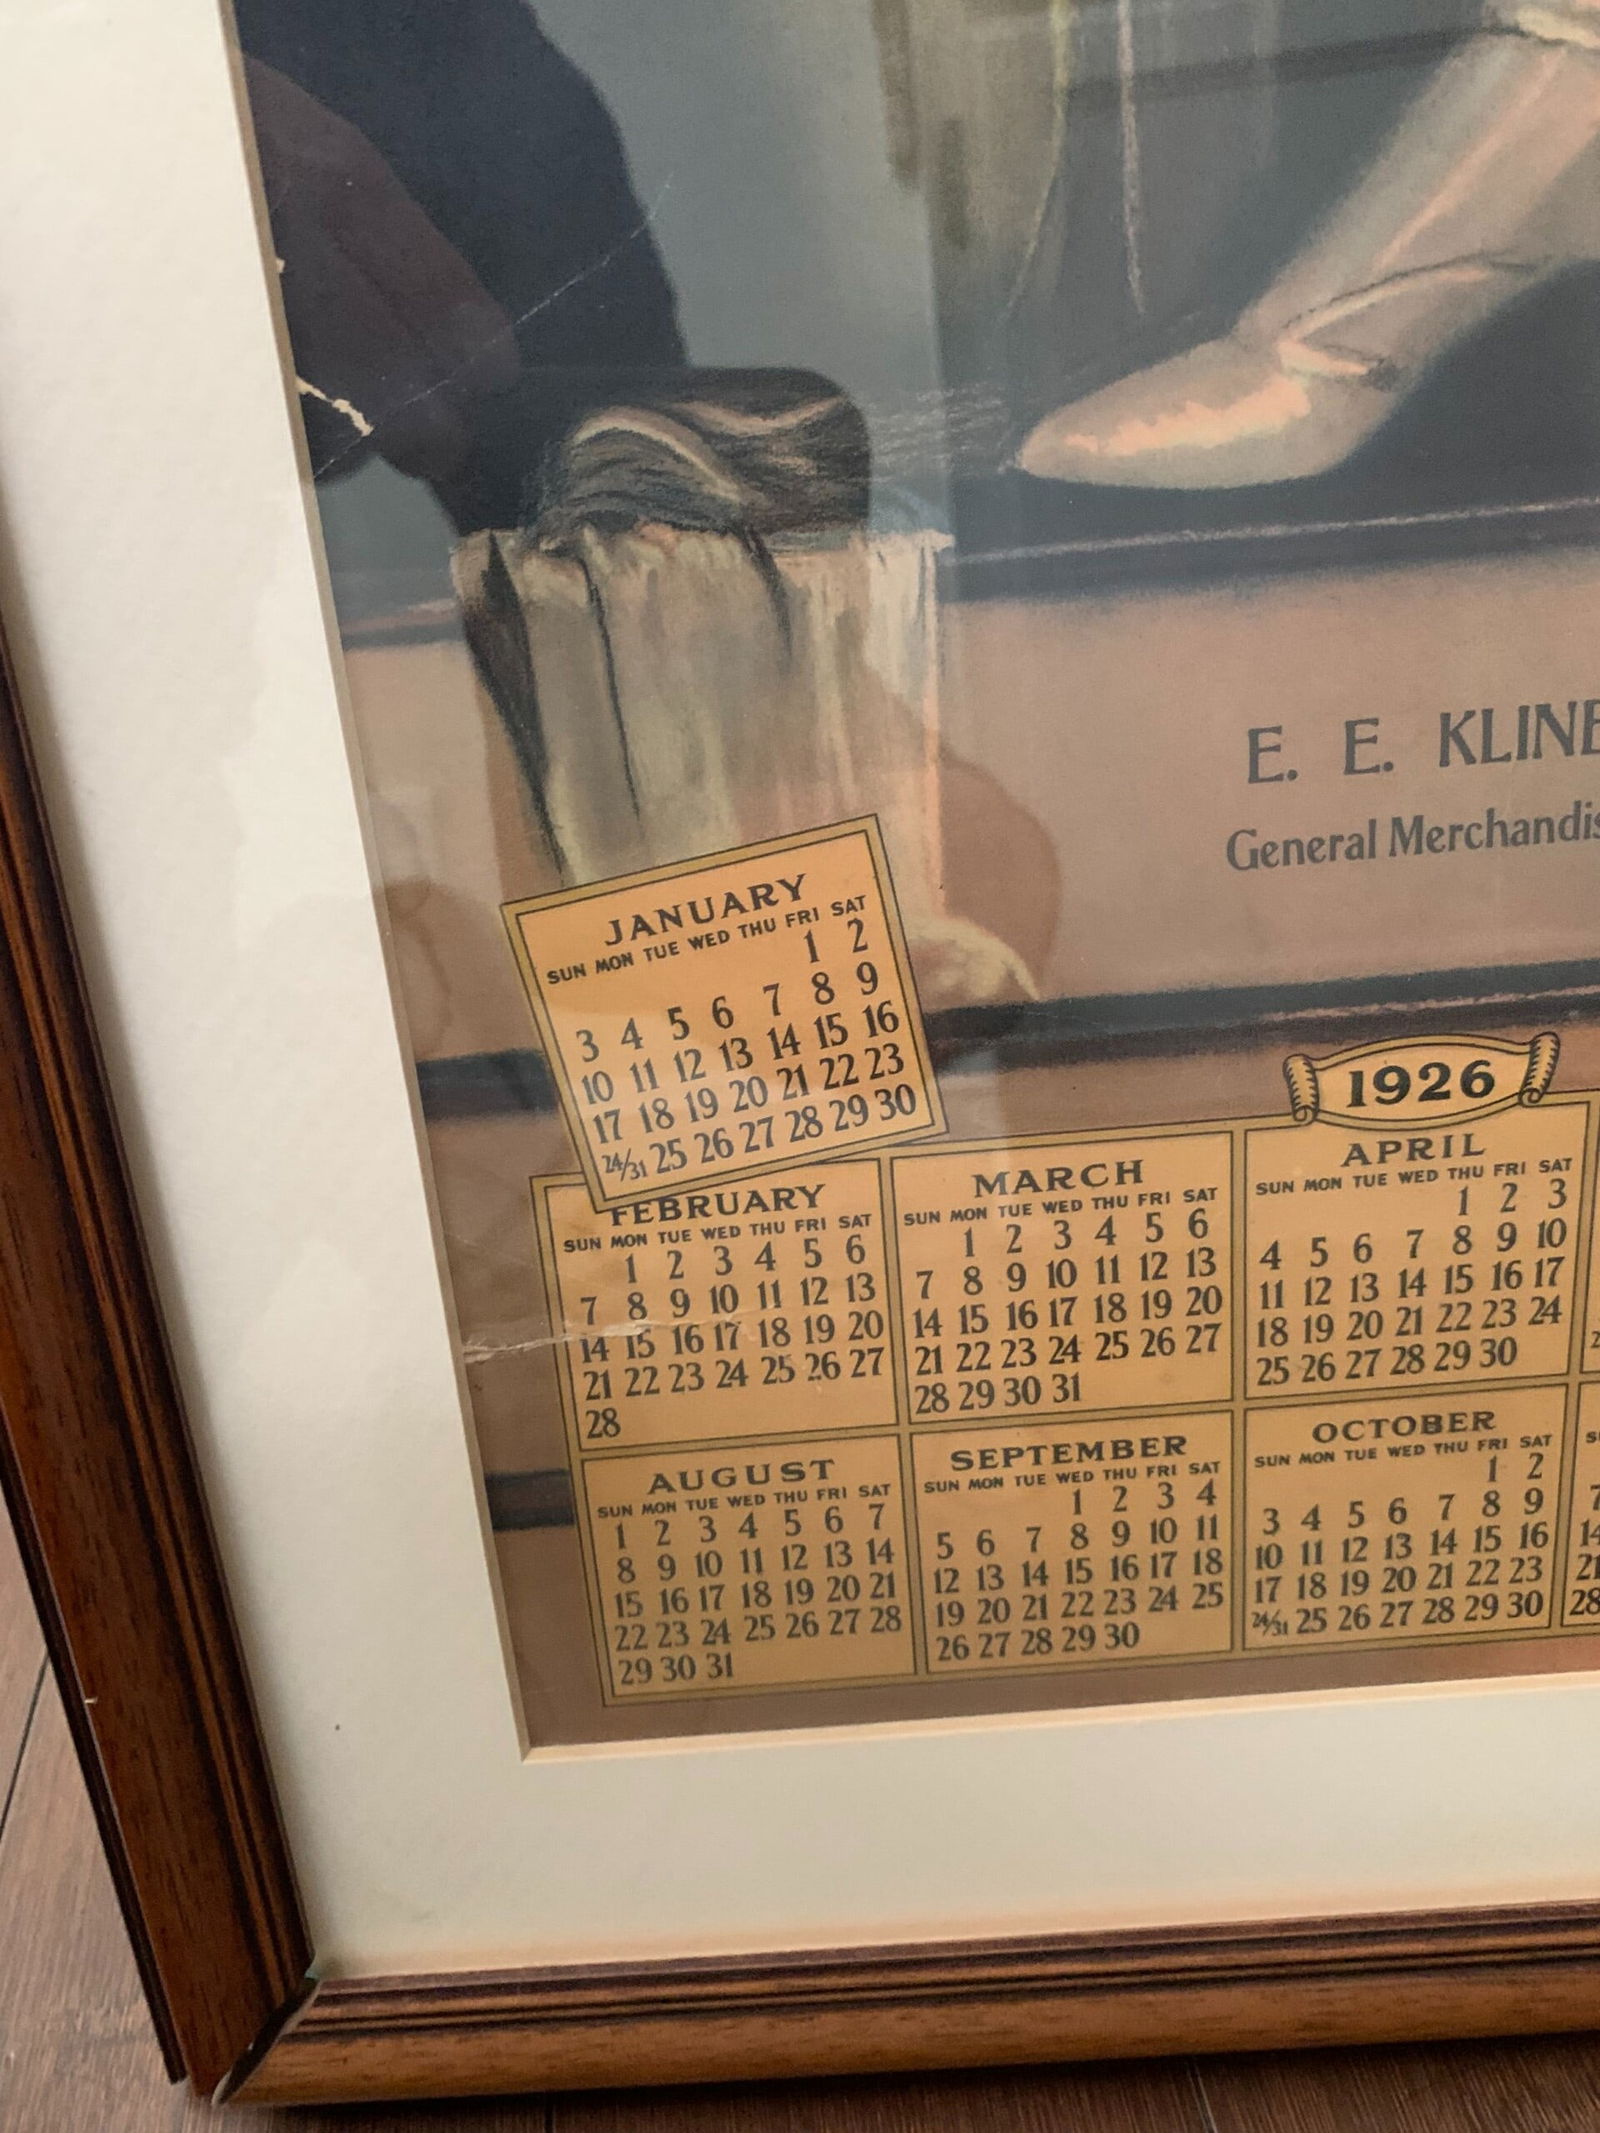 E. E. KLINE
General Merchandis
JANUARY
SUN MON TUE WED THU FRI SAT
1 2
3 4 5 6 7 8 9
10 11 12 13 14 15 16
17 18 19 20 21 22 23
24/31 25 26 27 28 29 30
1926
FEBRUARY
SUN MON TUE WED THU FRI SAT
1 2 3 4 5 6
7 8 9 10 11 12 13
14 15 16 17 18 19 20
21 22 23 24 25 26 27
28
MARCH
SUN MON TUE WED THU FRI SAT
1 2 3 4 5 6
7 8 9 10 11 12 13
14 15 16 17 18 19 20
21 22 23 24 25 26 27
28 29 30 31
APRIL
SUN MON TUE WED THU FRI SAT
1 2 3
4 5 6 7 8 9 10
11 12 13 14 15 16 17
18 19 20 21 22 23 24
25 26 27 28 29 30
AUGUST
SUN MON TUE WED THU FRI SAT
1 2 3 4 5 6 7
8 9 10 11 12 13 14
15 16 17 18 19 20 21
22 23 24 25 26 27 28
29 30 31
SEPTEMBER
SUN MON TUE WED THU FRI SAT
1 2 3 4
5 6 7 8 9 10 11
12 13 14 15 16 17 18
19 20 21 22 23 24 25
26 27 28 29 30
OCTOBER
SUN MON TUE WED THU FRI SAT
1 2
3 4 5 6 7 8 9
10 11 12 13 14 15 16
17 18 19 20 21 22 23
24/31 25 26 27 28 29 30
7
14
21
28